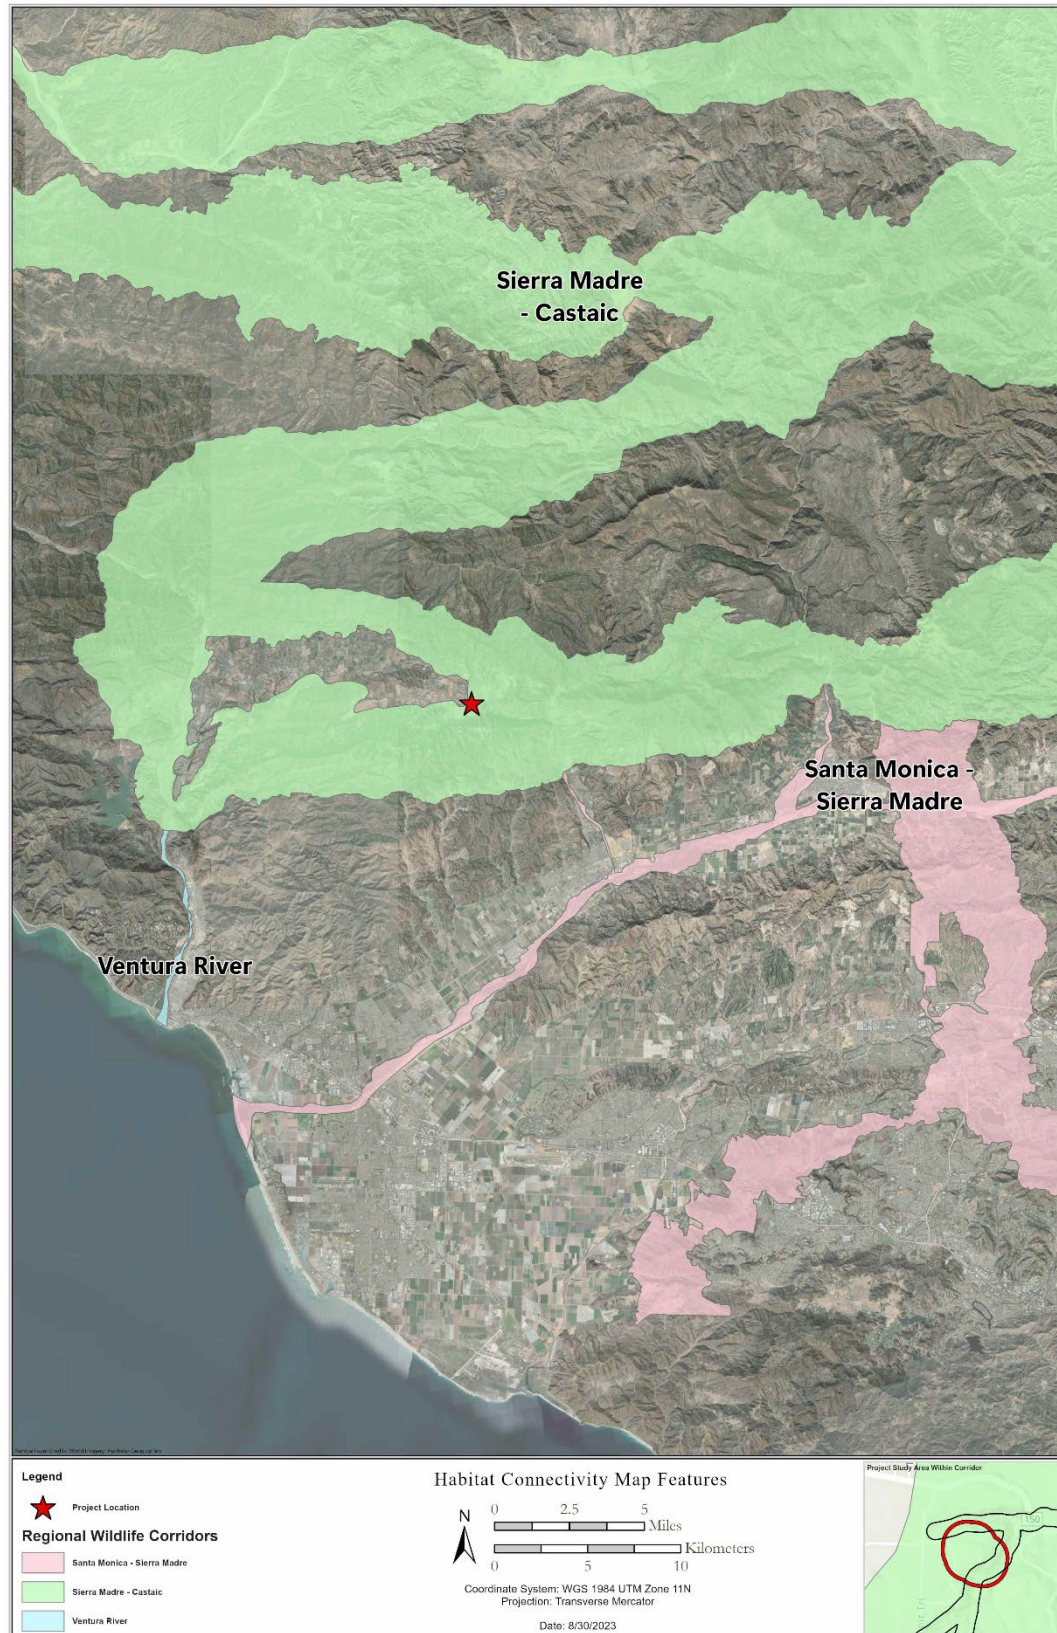 Sierra Madre
- Castaic
Santa Monica -
Sierra Madre
Ventura River
Legend
Project Location
Regional Wildlife Corridors
Santa Monica - Sierra Madre
Sierra Madre - Castaic
Ventura River
Habitat Connectivity Map Features
N
0 2.5 5
Miles
Kilometers
0 5 10
Coordinate System: WGS 1984 UTM Zone 11N
Projection: Transverse Mercator
Date: 8/30/2023
Project Study Area Within Corridor
150